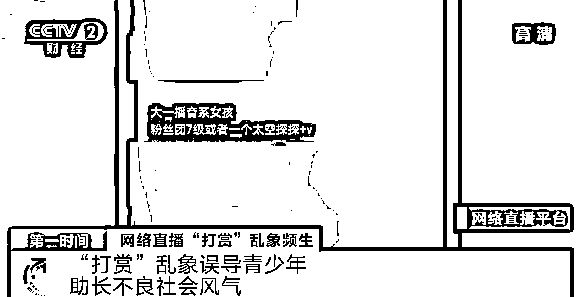 CCTV 2
财经
高清
大一播音系女孩
粉丝团7级或者一个太空探探+v
网络直播平台
第一时间
网络直播“打赏”乱象频生
“打赏”乱象误导青少年
助长不良社会风气